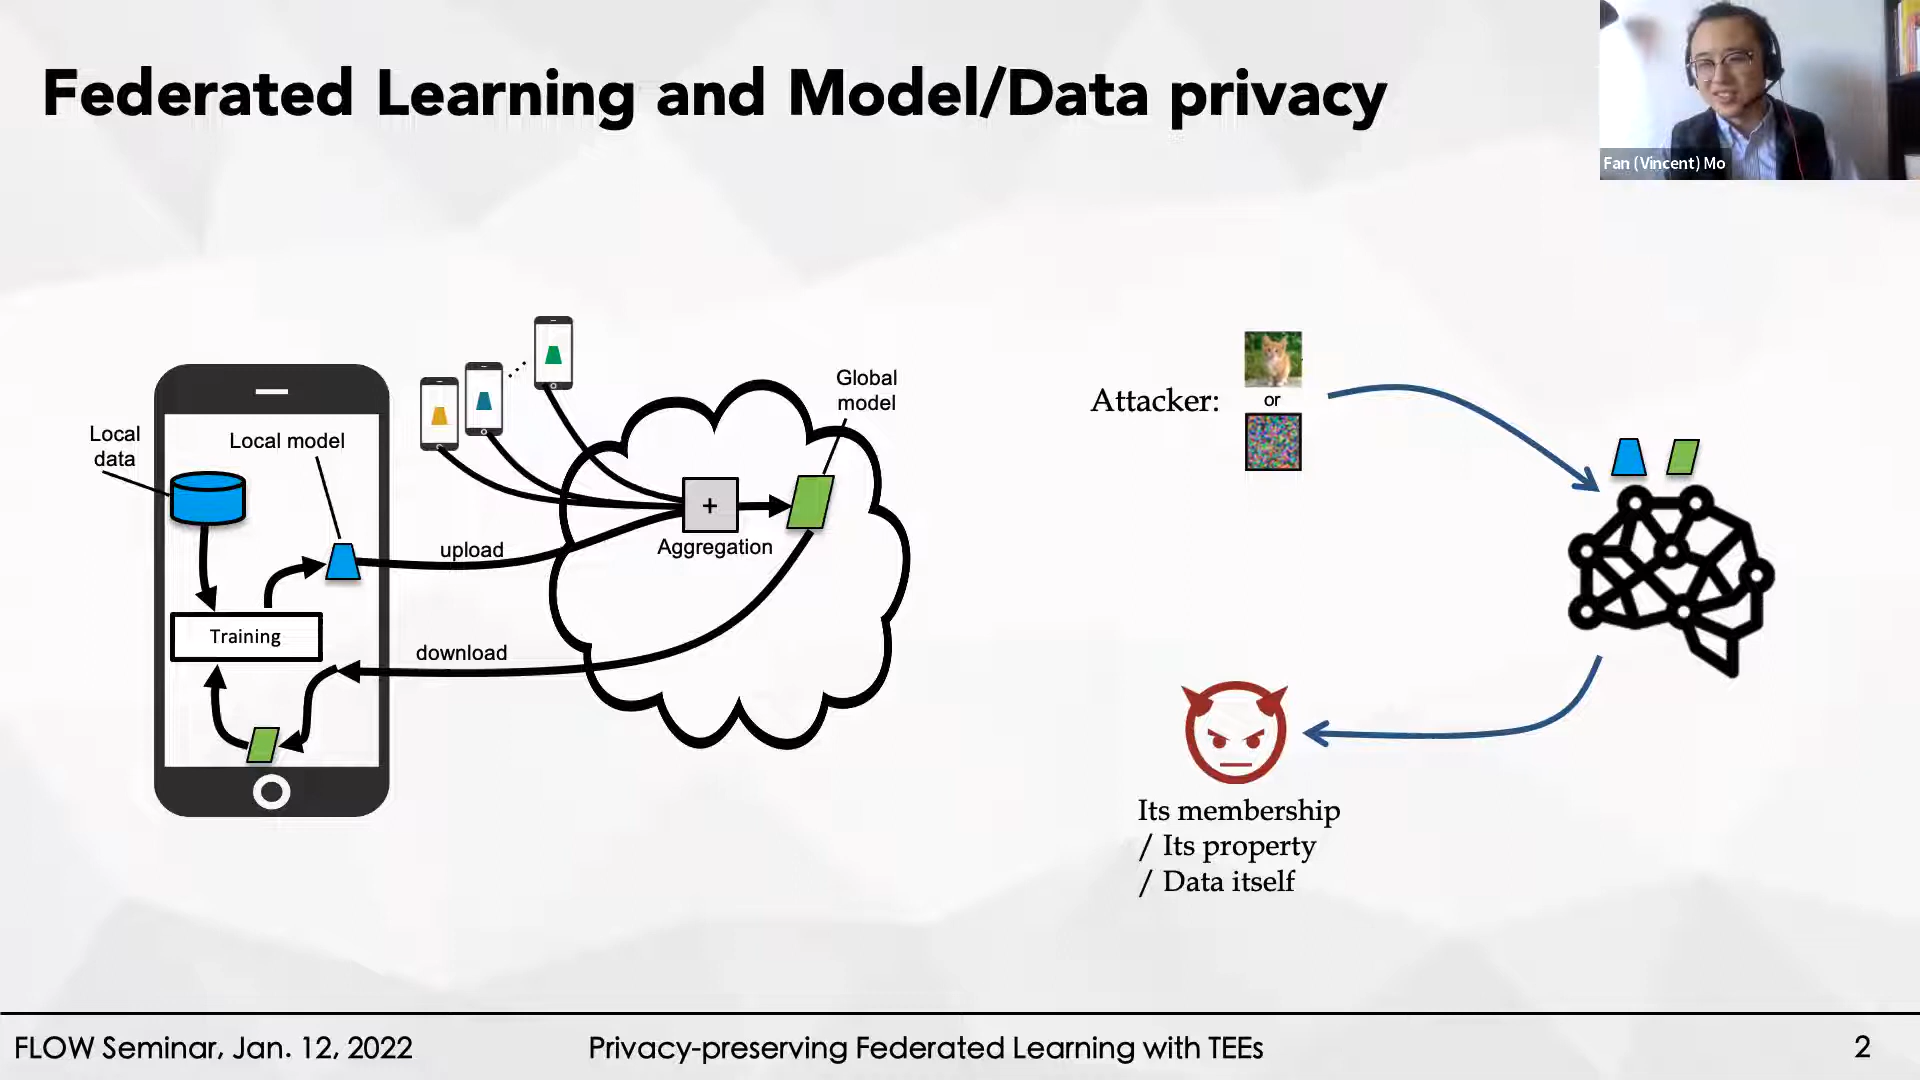 Federated Learning and Model/Data privacy
Fan (Vincent) Mo
Local
data
Local model
Training
upload
download
+
Aggregation
Global
model
Attacker:
or
Its membership
/ Its property
/ Data itself
FLOW Seminar, Jan. 12, 2022
Privacy-preserving Federated Learning with TEEs
2